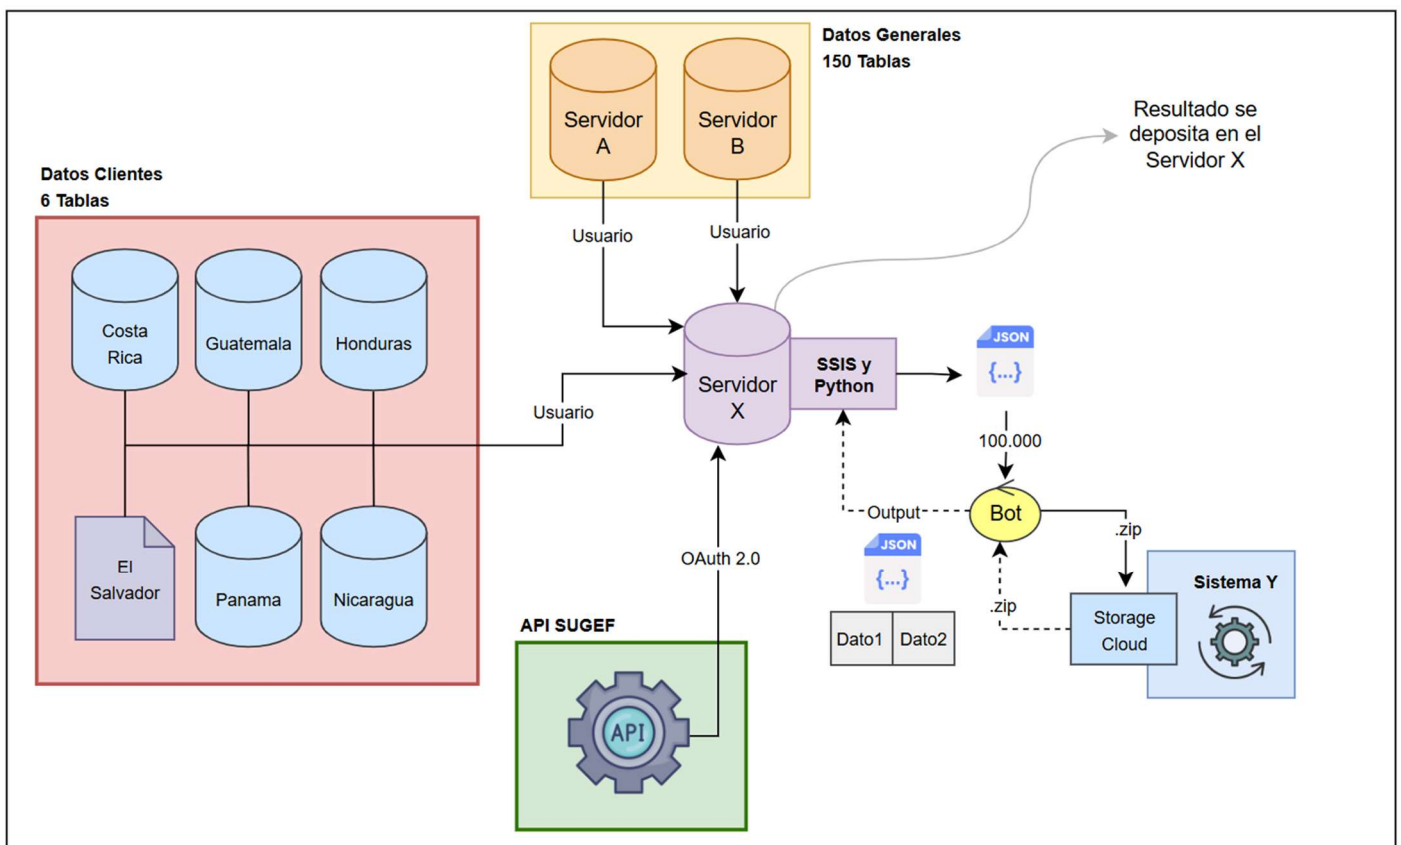 Datos Generales
150 Tablas
Servidor
A
Servidor
B
Resultado se
deposita en el
Servidor X
Datos Clientes
6 Tablas
Usuario
Usuario
Costa
Rica
Guatemala
Honduras
Usuario
Servidor
X
SSIS y
Python
JSON
{...}
100.000
Bot
Output
.zip
JSON
{...}
Dato1
Dato2
.zip
Storage
Cloud
Sistema Y
El
Salvador
Panama
Nicaragua
OAuth 2.0
API SUGEF
API